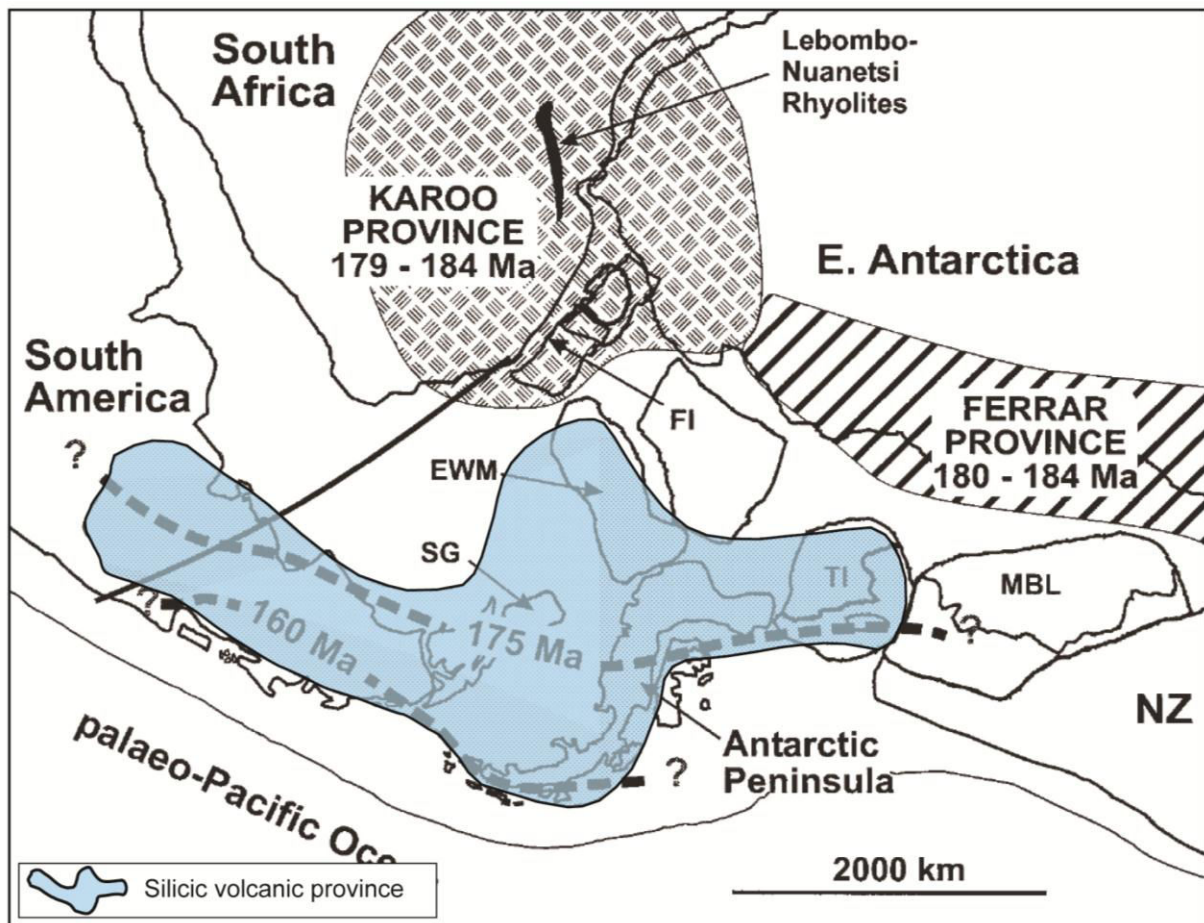 South
Africa
Lebombo-
Nuanetsi
Rhyolites
KAROO
PROVINCE
179 - 184 Ma
E. Antarctica
South
America
?
FERRAR
PROVINCE
180 - 184 Ma
FI
EWM
SG
TI
MBL
?
160 Ma
175 Ma
?
NZ
Antarctic
Peninsula
?
palaeo-Pacific Oce
2000 km
Silicic volcanic province